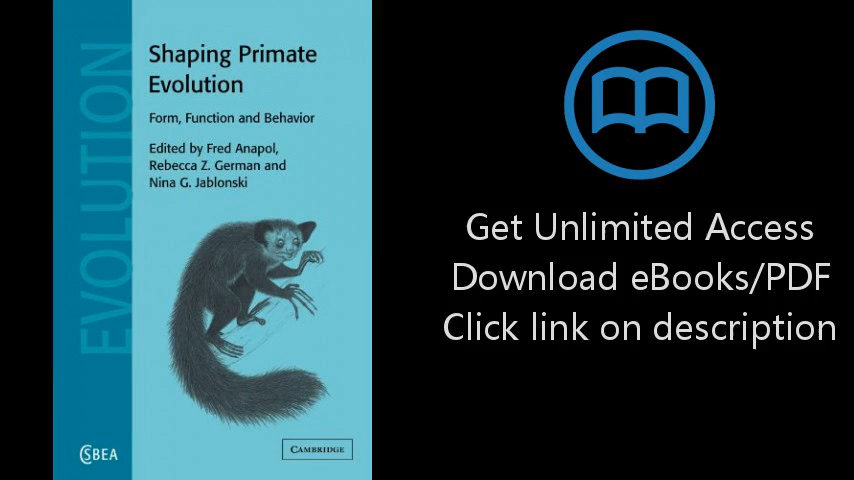 EVOLUTION
Shaping Primate
Evolution
Form, Function and Behavior
Edited by Fred Anapol,
Rebecca Z. German and
Nina G. Jablonski
CSBEA
CAMBRIDGE
Get Unlimited Access
Download eBooks/PDF
Click link on description